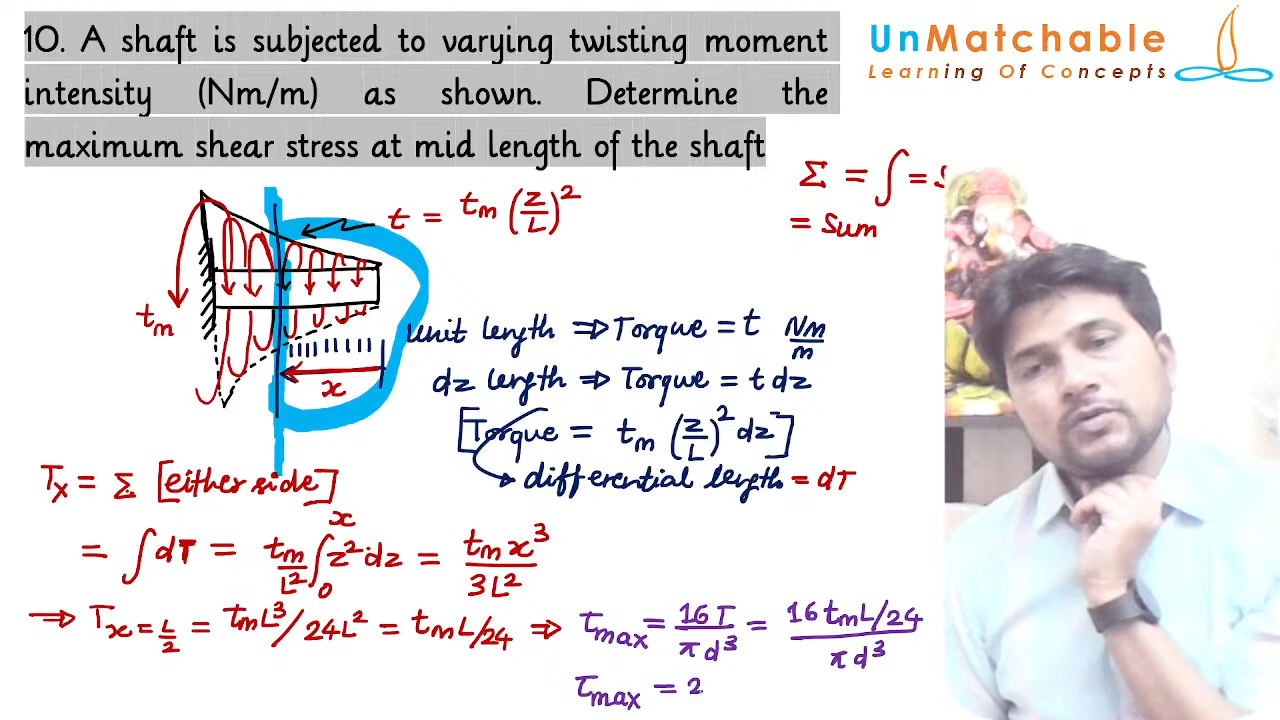 10. A shaft is subjected to varying twisting moment
intensity (Nm/m) as shown. Determine the
maximum shear stress at mid length of the shaft
UnMatchable
Learning Of Concepts
Σ = ∫ = S
= Sum
t = tm (z/L)²
tm
unit length ⇒ Torque = t Nm/m
x
dz length ⇒ Torque = t dz
[Torque = tm (z/L)² dz]
differential length = dT
Tx = Σ [either side]
= ∫dT = tm/L² ∫₀ˣ z² dz = tm x³/3L²
⇒ Tx=L/2 = tmL³/24L² = tmL/24 ⇒ τmax = 16T/πd³ = 16tmL/24/πd³
τmax = 2